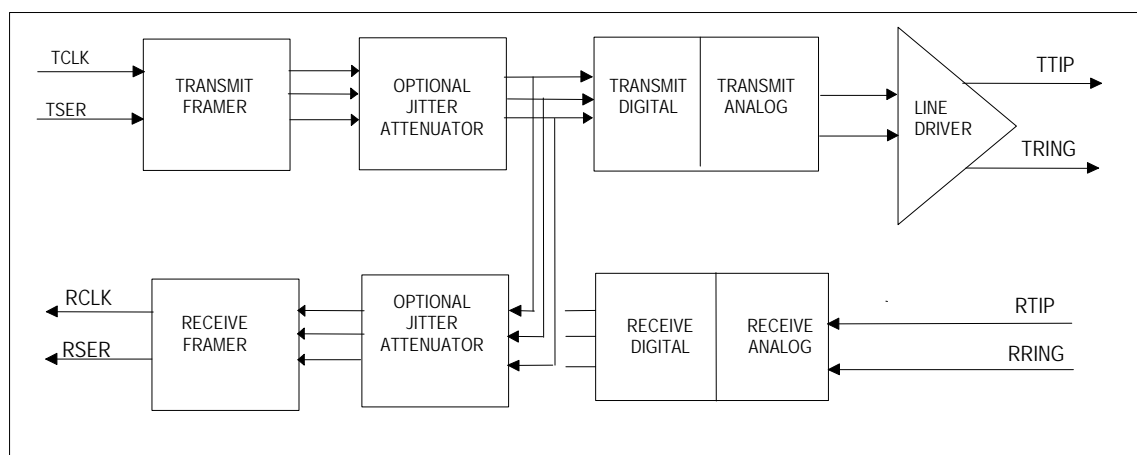 TCLK
TSER
TRANSMIT
FRAMER
OPTIONAL
JITTER
ATTENUATOR
TRANSMIT
DIGITAL
TRANSMIT
ANALOG
LINE
DRIVER
TTIP
TRING
RCLK
RSER
RECEIVE
FRAMER
OPTIONAL
JITTER
ATTENUATOR
RECEIVE
DIGITAL
RECEIVE
ANALOG
RTIP
RRING